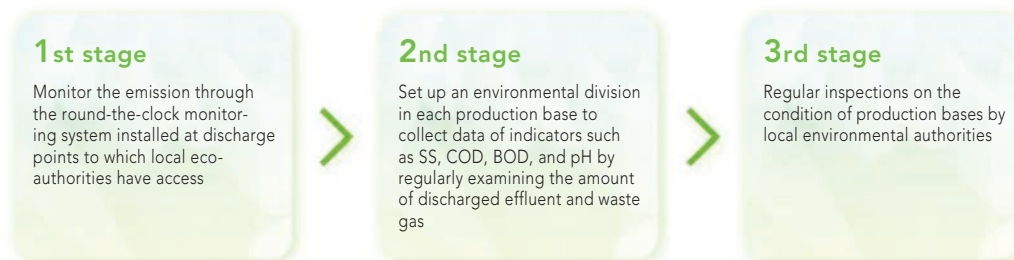 1st stage
Monitor the emission through
the round-the-clock monitor-
ing system installed at discharge
points to which local eco-
authorities have access
2nd stage
Set up an environmental division
in each production base to
collect data of indicators such
as SS, COD, BOD, and pH by
regularly examining the amount
of discharged effluent and waste
gas
3rd stage
Regular inspections on the
condition of production bases by
local environmental authorities